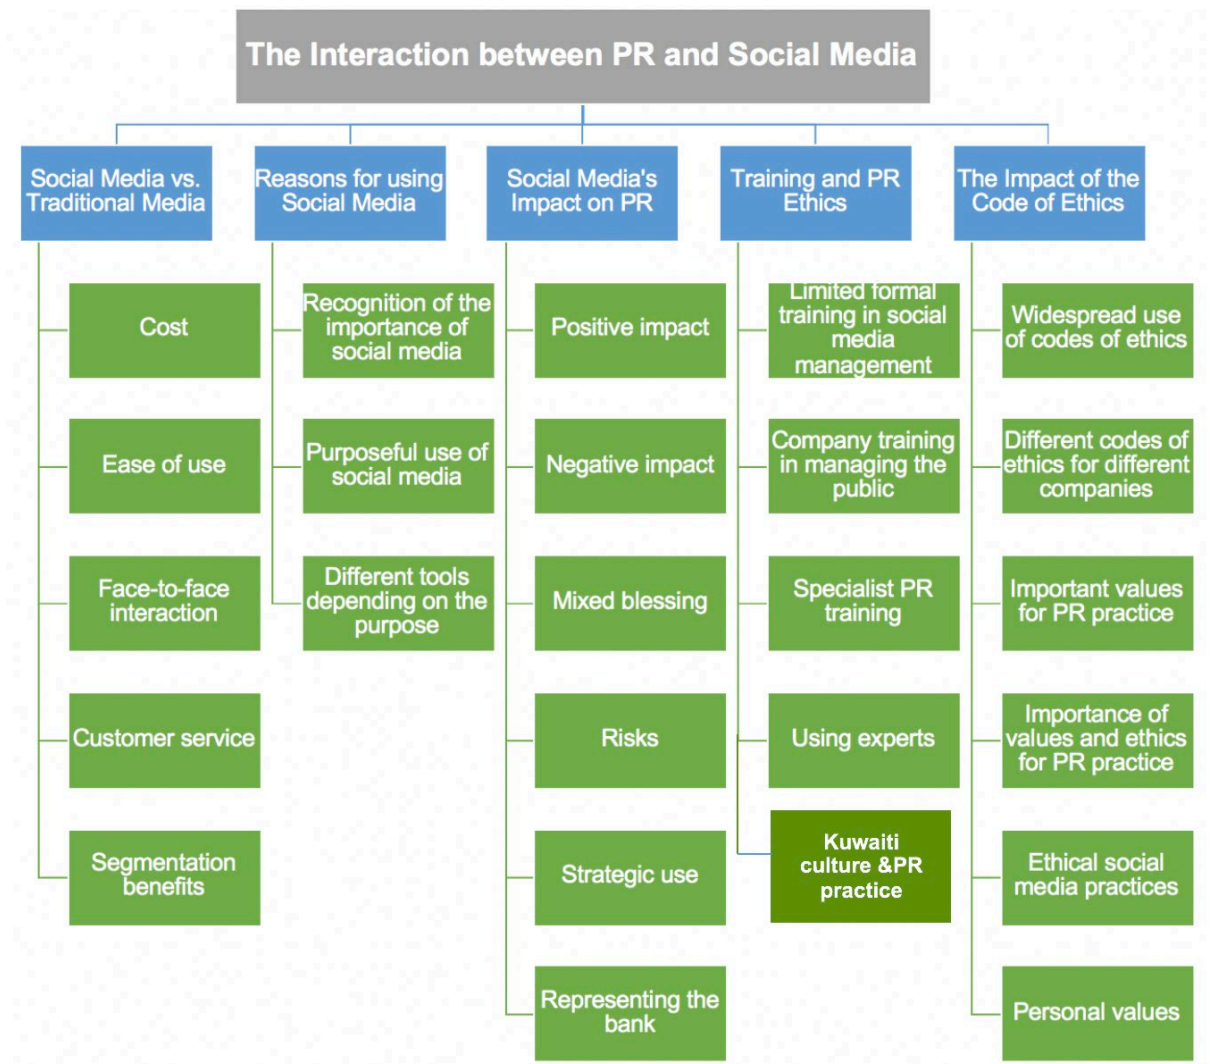 The Interaction between PR and Social Media
Social Media vs.
Traditional Media
Cost
Ease of use
Face-to-face
interaction
Customer service
Segmentation
benefits
Reasons for using
Social Media
Recognition of the
importance of
social media
Purposeful use of
social media
Different tools
depending on the
purpose
Social Media's
Impact on PR
Positive impact
Negative impact
Mixed blessing
Risks
Strategic use
Representing the
bank
Training and PR
Ethics
Limited formal
training in social
media
management
Company training
in managing the
public
Specialist PR
training
Using experts
Kuwaiti
culture &PR
practice
The Impact of the
Code of Ethics
Widespread use
of codes of ethics
Different codes of
ethics for different
companies
Important values
for PR practice
Importance of
values and ethics
for PR practice
Ethical social
media practices
Personal values